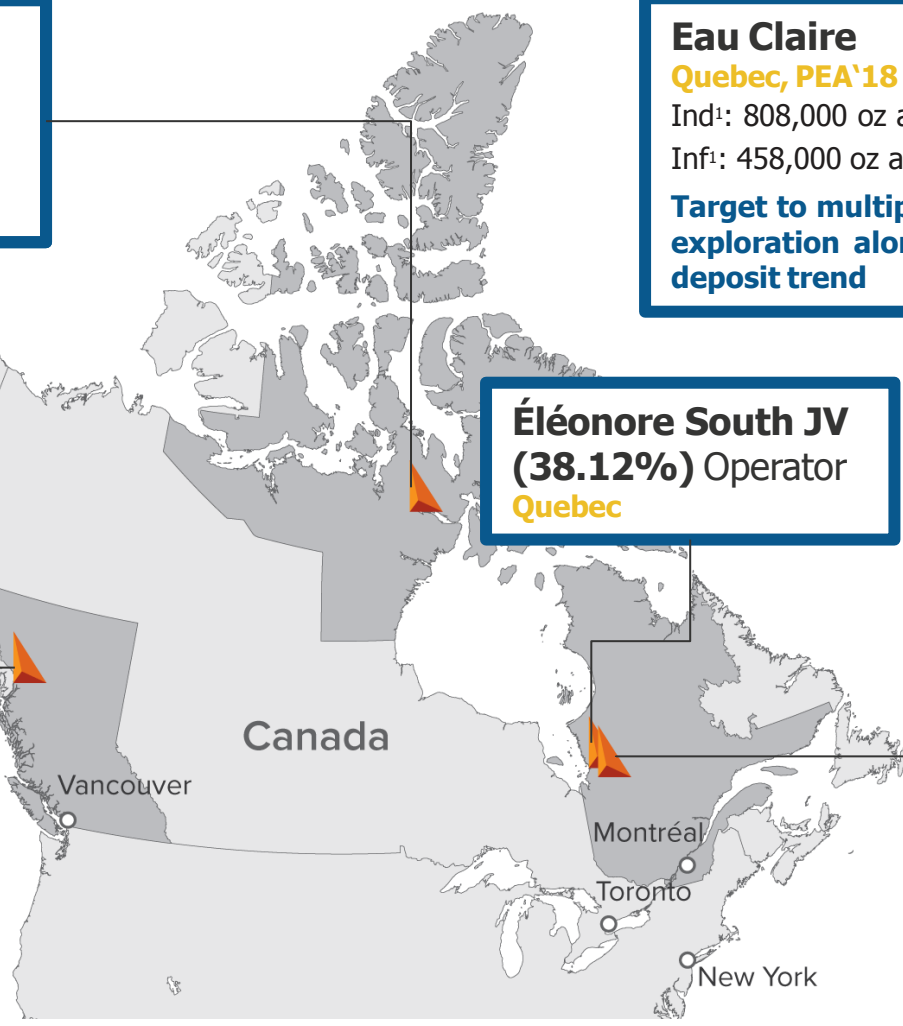 Eau Claire
Quebec, PEA‘18
Ind¹: 808,000 oz a
Inf¹: 458,000 oz a
Target to multip
exploration alon
deposit trend
Éléonore South JV
(38.12%) Operator
Quebec
Canada
Vancouver
Montréal
Toronto
New York